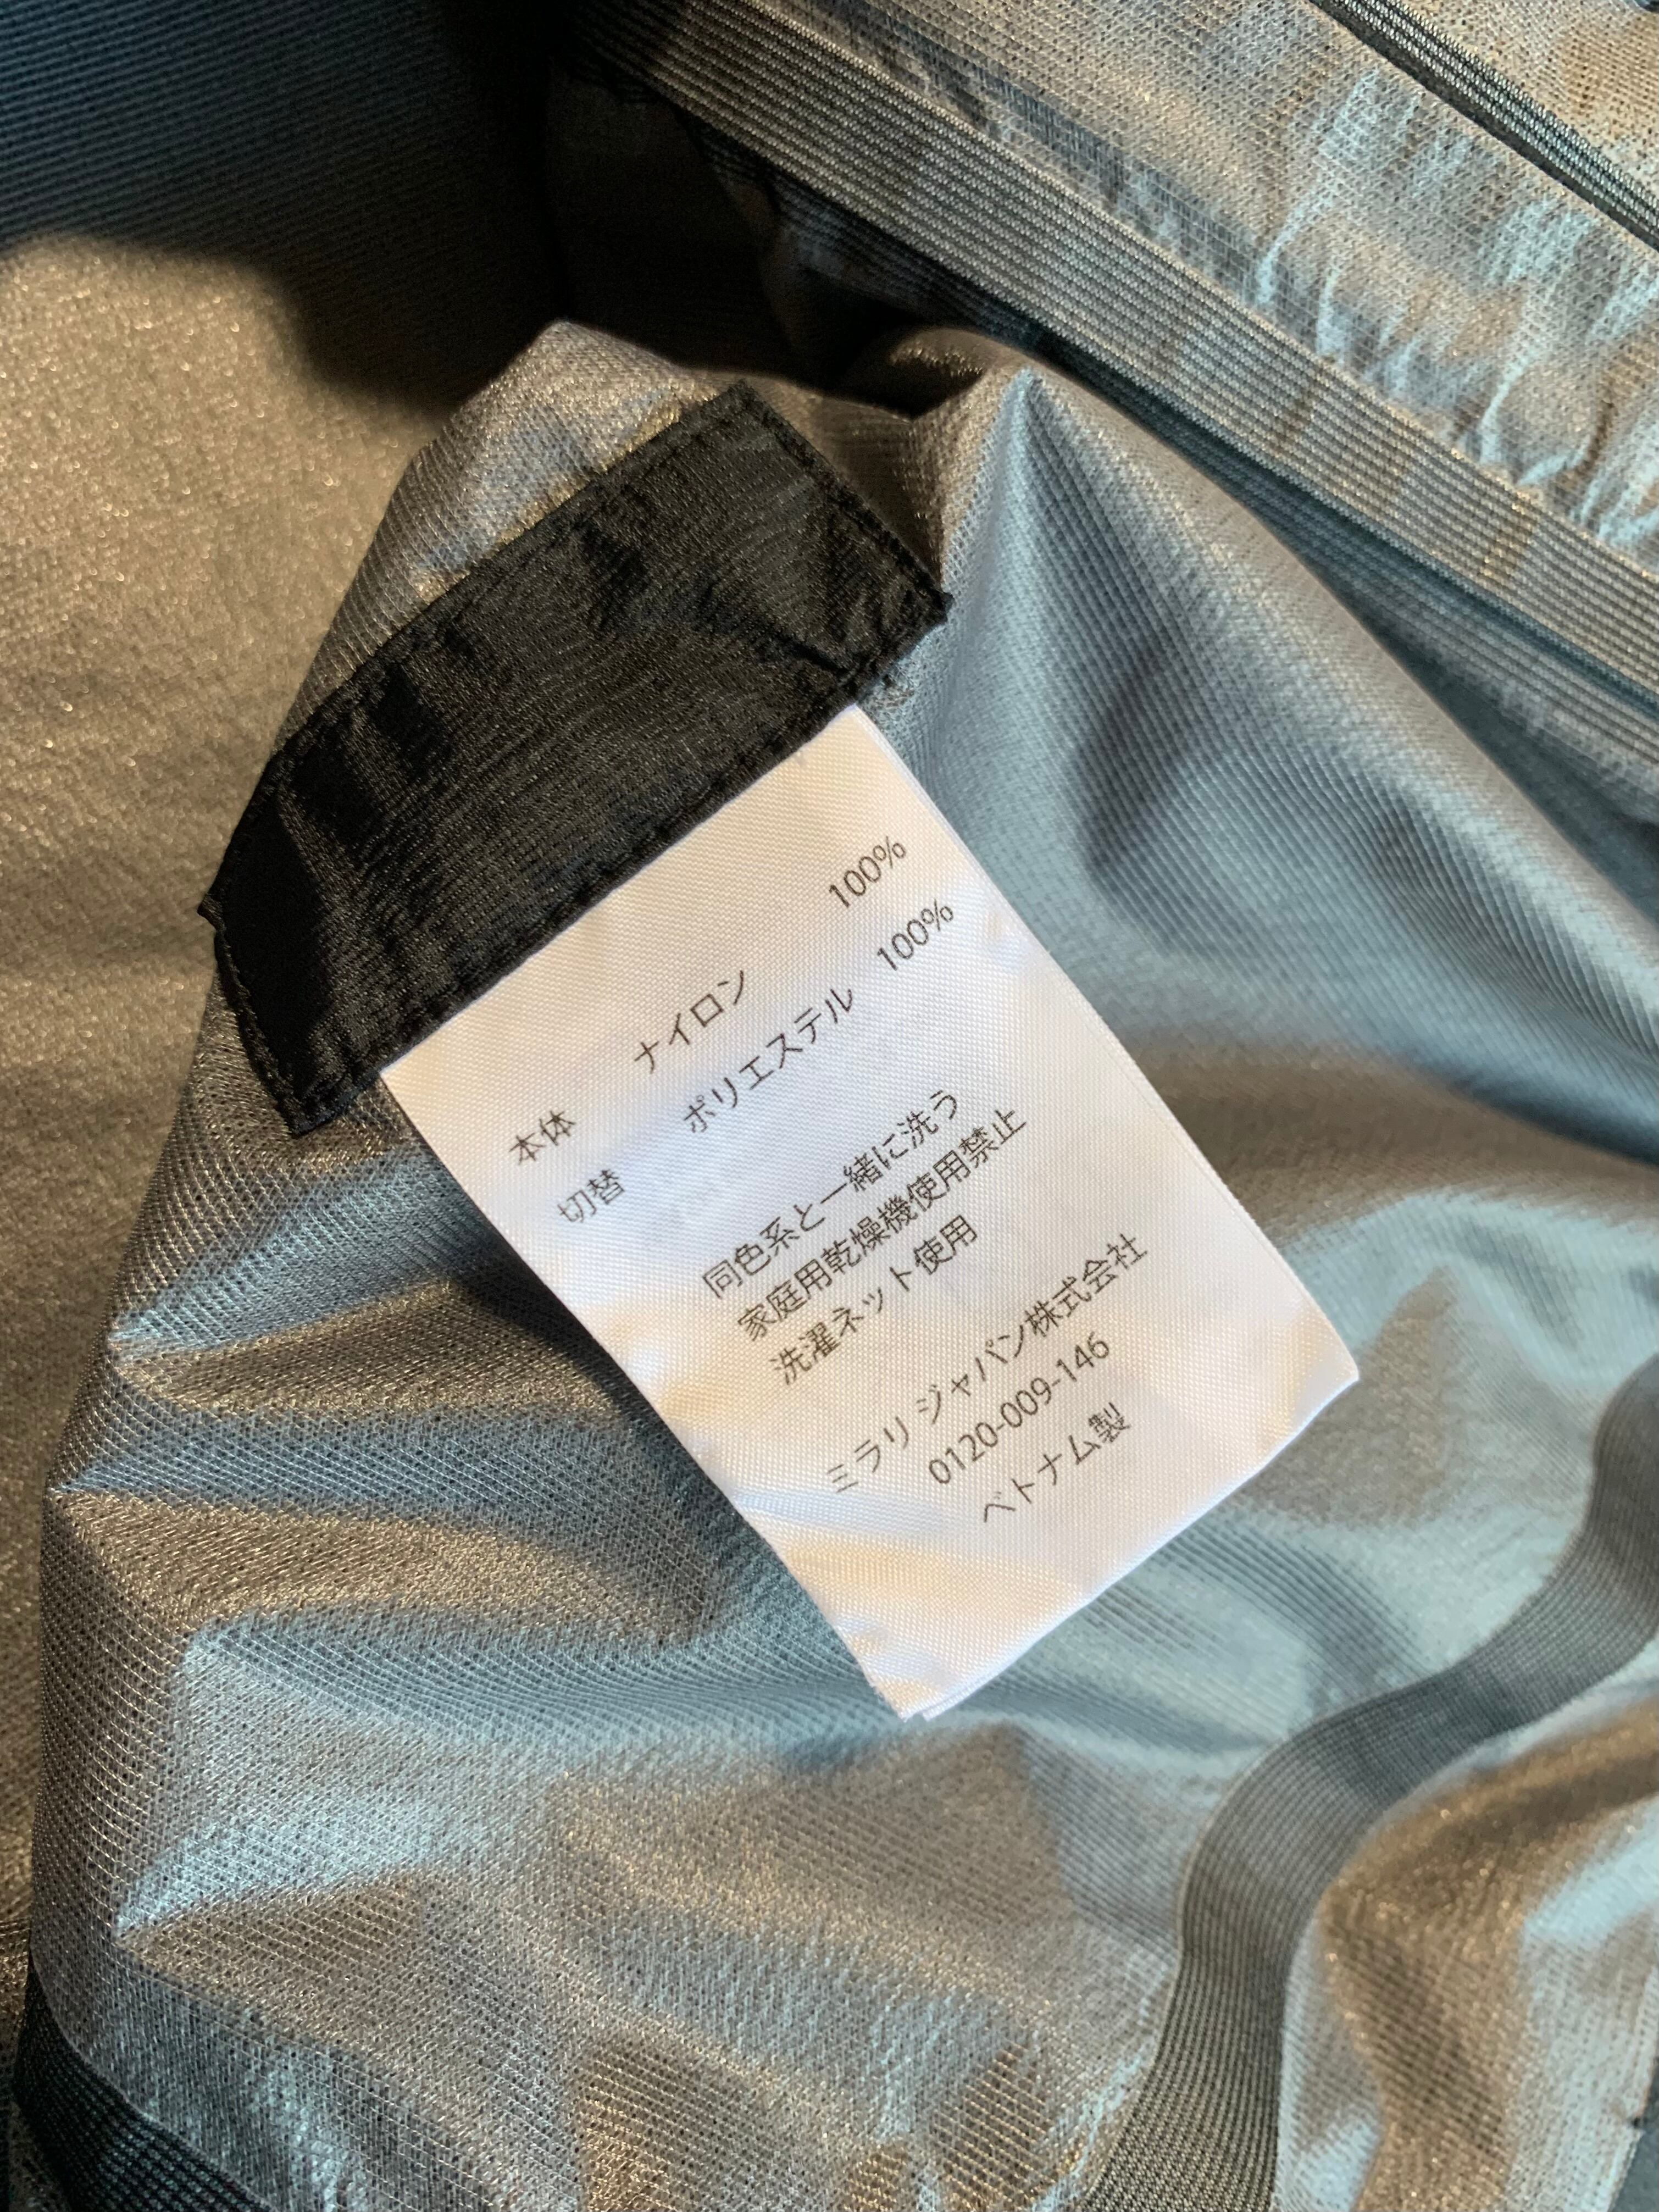 本体 ナイロン 100%
切替 ポリエステル 100%
同色系と一緒に洗う
家庭用乾燥機使用禁止
洗濯ネット使用
ミラリ ジャパン株式会社
0120-009-146
ベトナム製